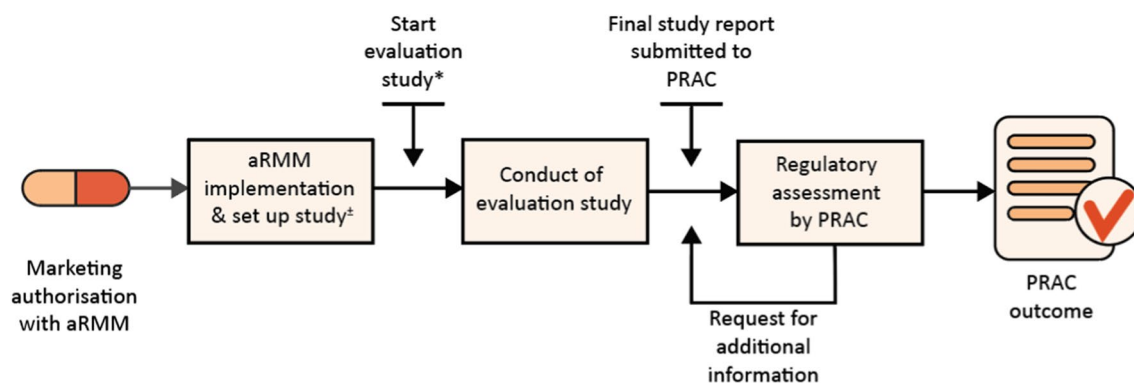 Start
evaluation
study*
Final study report
submitted to
PRAC
Marketing
authorisation
with aRMM
aRMM
implementation
& set up study±
Conduct of
evaluation study
Regulatory
assessment
by PRAC
PRAC
outcome
Request for
additional
information